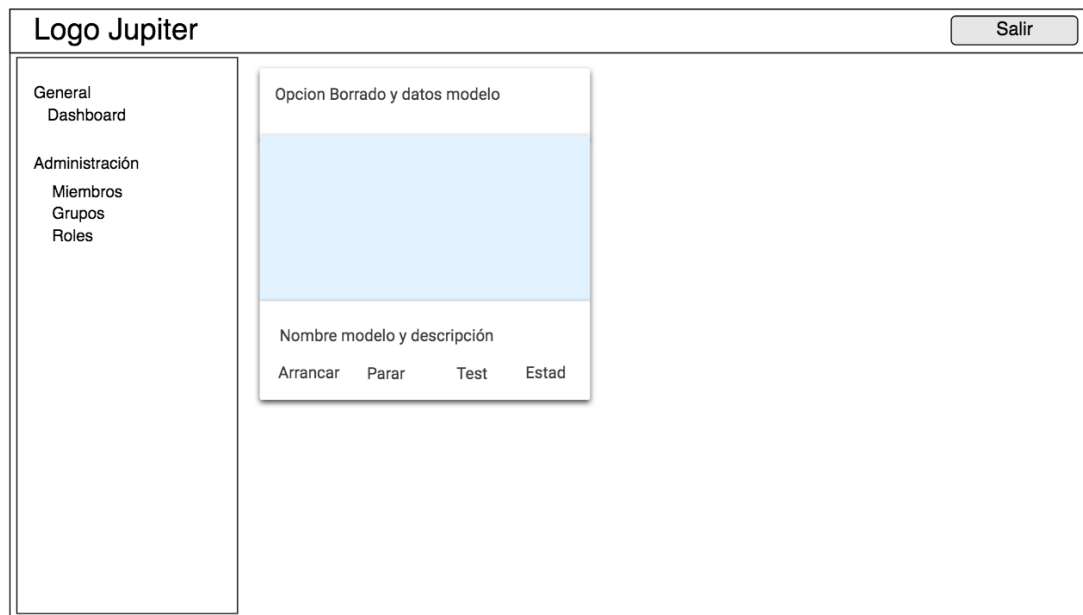 Logo Jupiter
Salir
General
Dashboard
Administración
Miembros
Grupos
Roles
Opcion Borrado y datos modelo
Nombre modelo y descripción
Arrancar Parar Test Estad